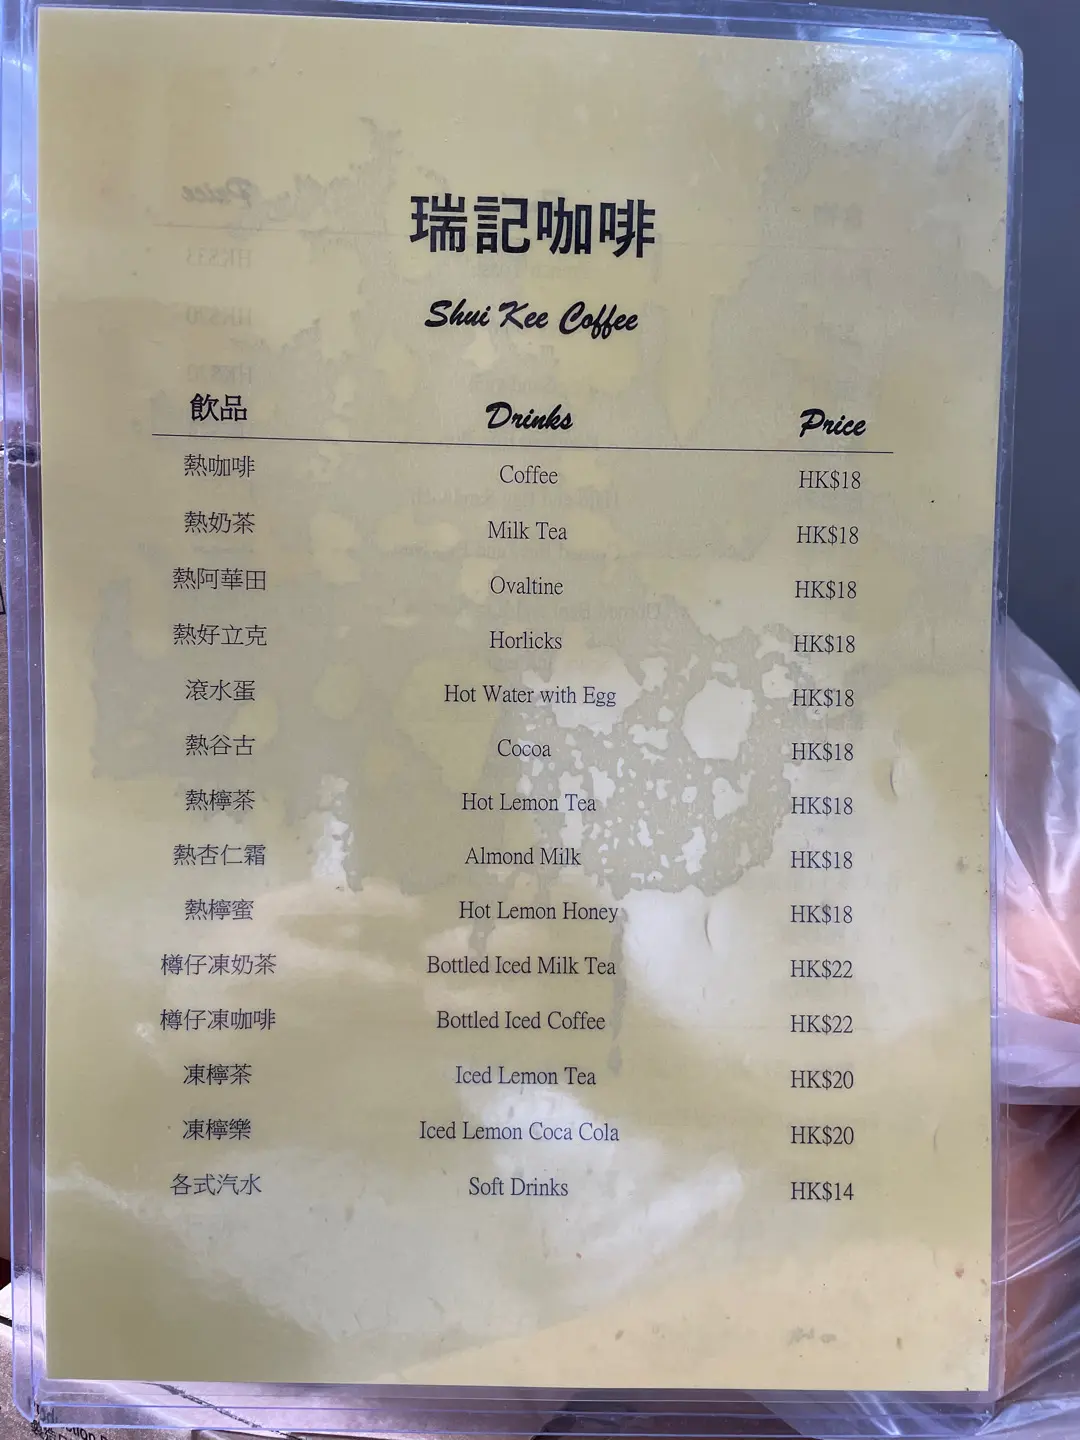 瑞記咖啡
Shui Kee Coffee
飲品 Drinks Price
熱咖啡 Coffee HK$18
熱奶茶 Milk Tea HK$18
熱阿華田 Ovaltine HK$18
熱好立克 Horlicks HK$18
滾水蛋 Hot Water with Egg HK$18
熱谷古 Cocoa HK$18
熱檸茶 Hot Lemon Tea HK$18
熱杏仁霜 Almond Milk HK$18
熱檸蜜 Hot Lemon Honey HK$18
樽仔凍奶茶 Bottled Iced Milk Tea HK$22
樽仔凍咖啡 Bottled Iced Coffee HK$22
凍檸茶 Iced Lemon Tea HK$20
凍檸樂 Iced Lemon Coca Cola HK$20
各式汽水 Soft Drinks HK$14